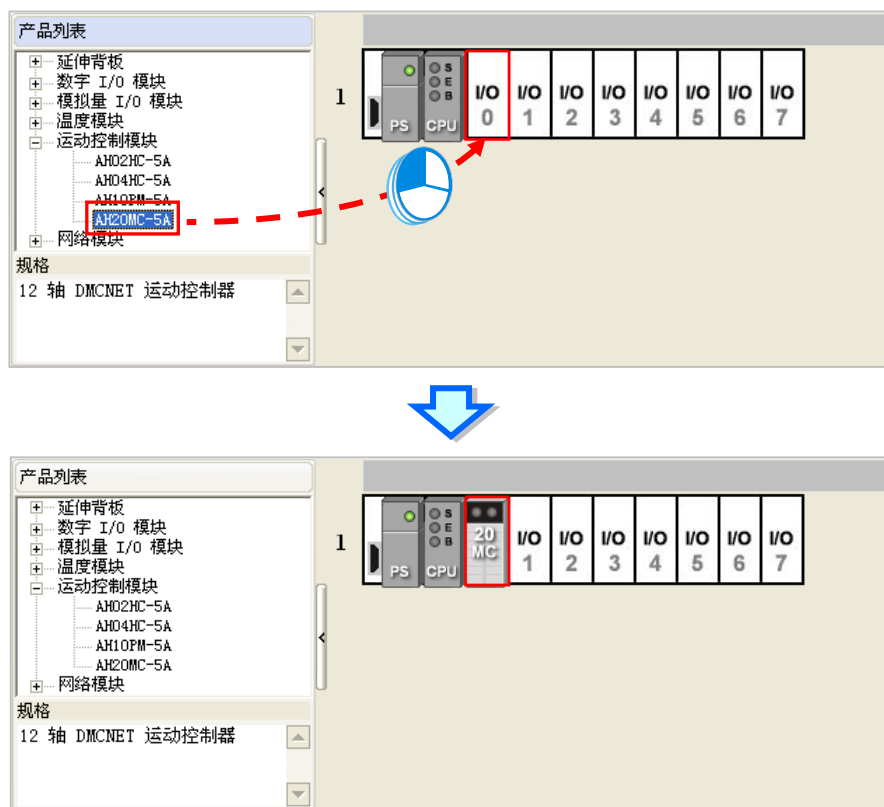 产品列表
延伸背板
数字 I/O 模块
模拟量 I/O 模块
温度模块
运动控制模块
AH02HC-5A
AH04HC-5A
AH10PM-5A
AH20MC-5A
网络模块
规格
12 轴 DMCNET 运动控制器
1
PS
CPU
S
E
B
I/O 0
I/O 1
I/O 2
I/O 3
I/O 4
I/O 5
I/O 6
I/O 7
产品列表
延伸背板
数字 I/O 模块
模拟量 I/O 模块
温度模块
运动控制模块
AH02HC-5A
AH04HC-5A
AH10PM-5A
AH20MC-5A
网络模块
规格
12 轴 DMCNET 运动控制器
1
PS
CPU
S
E
B
20
MC
I/O 1
I/O 2
I/O 3
I/O 4
I/O 5
I/O 6
I/O 7